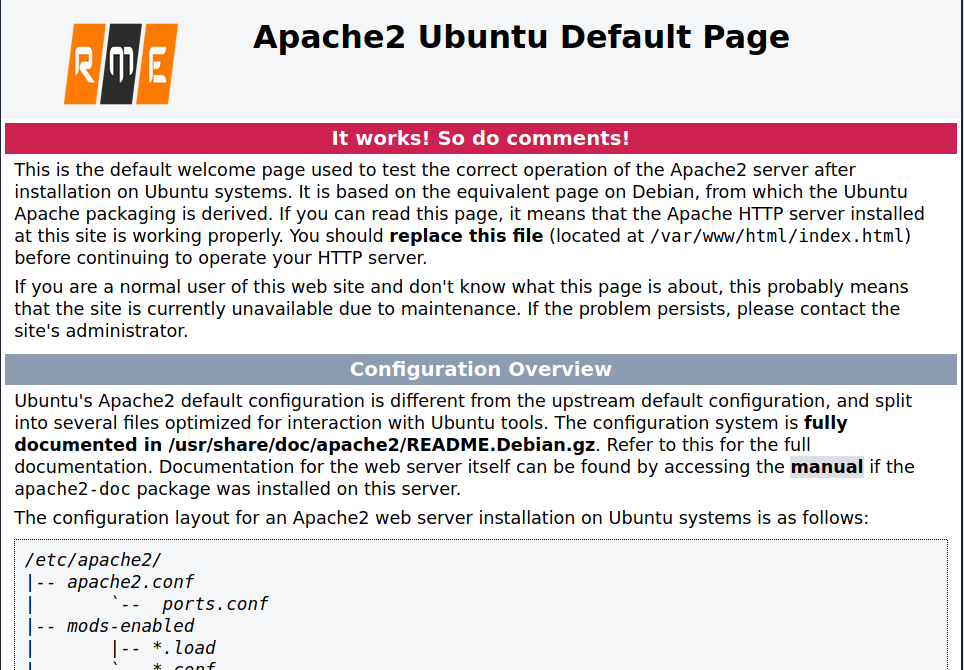 RME
Apache2 Ubuntu Default Page
It works! So do comments!
This is the default welcome page used to test the correct operation of the Apache2 server after
installation on Ubuntu systems. It is based on the equivalent page on Debian, from which the Ubuntu
Apache packaging is derived. If you can read this page, it means that the Apache HTTP server installed
at this site is working properly. You should replace this file (located at /var/www/html/index.html)
before continuing to operate your HTTP server.
If you are a normal user of this web site and don't know what this page is about, this probably means
that the site is currently unavailable due to maintenance. If the problem persists, please contact the
site's administrator.
Configuration Overview
Ubuntu's Apache2 default configuration is different from the upstream default configuration, and split
into several files optimized for interaction with Ubuntu tools. The configuration system is fully
documented in /usr/share/doc/apache2/README.Debian.gz. Refer to this for the full
documentation. Documentation for the web server itself can be found by accessing the manual if the
apache2-doc package was installed on this server.
The configuration layout for an Apache2 web server installation on Ubuntu systems is as follows:
/etc/apache2/
|-- apache2.conf
|       `--  ports.conf
|-- mods-enabled
|       |-- *.load
|       `-- *.conf